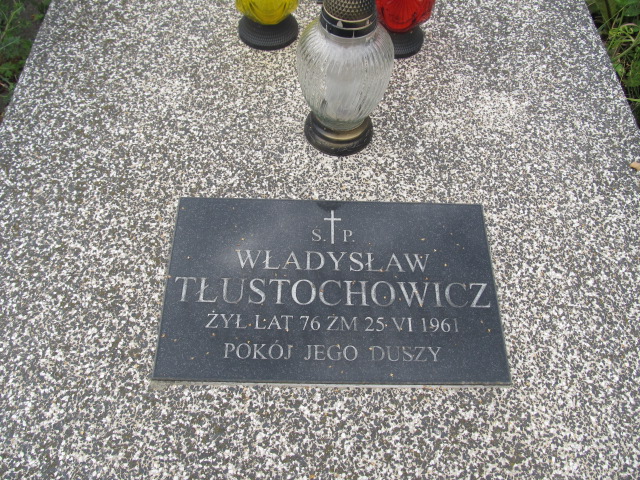 Ś. P.
WŁADYSŁAW
TŁUSTOCHOWICZ
ŻYŁ LAT 76 ZM 25·VI 1961
POKÓJ JEGO DUSZY